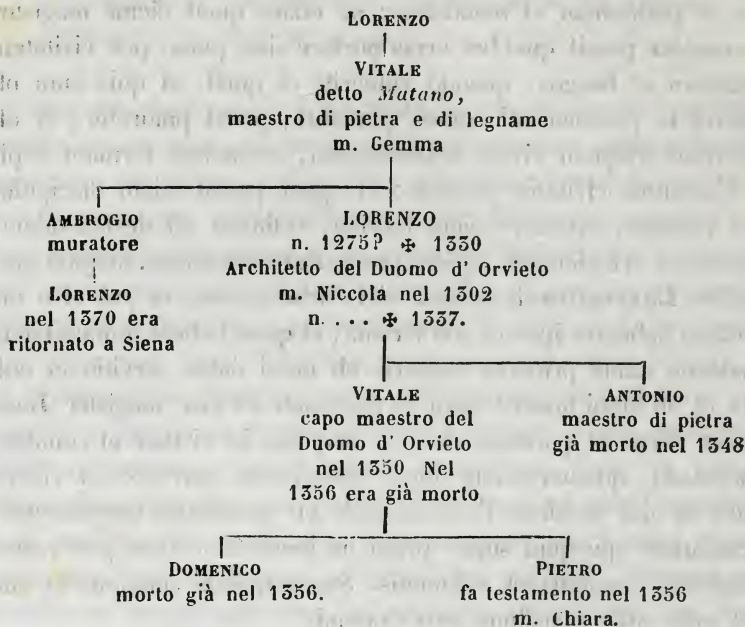 LORENZO
VITALE
detto Matano,
maestro di pietra e di legname
m. Gemma
AMBROGIO
muratore
LORENZO
nel 1370 era
ritornato a Siena
LORENZO
n. 1275? ✠ 1330
Architetto del Duomo d' Orvieto
m. Niccola nel 1302
n. ... ✠ 1337.
VITALE
capo maestro del
Duomo d' Orvieto
nel 1350 Nel
1356 era già morto
ANTONIO
maestro di pietra
già morto nel 1348
DOMENICO
morto già nel 1356.
PIETRO
fa testamento nel 1356
m. Chiara.